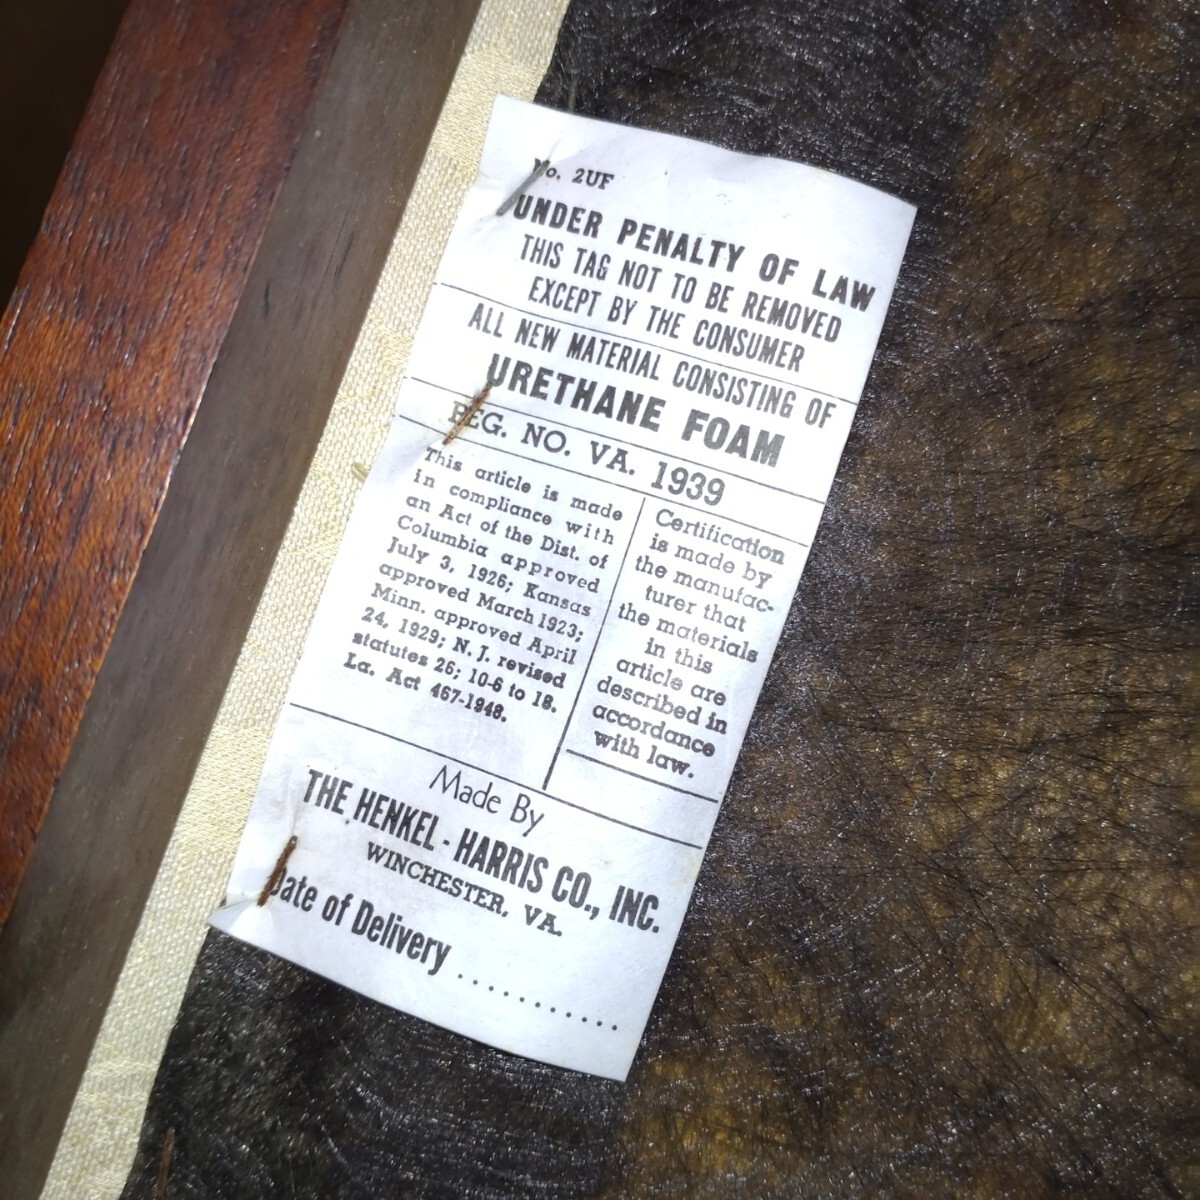 No. 2UF
UNDER PENALTY OF LAW
THIS TAG NOT TO BE REMOVED
EXCEPT BY THE CONSUMER
ALL NEW MATERIAL CONSISTING OF
URETHANE FOAM
REG. NO. VA. 1939
This article is made
in compliance with
an Act of the Dist. of
Columbia approved
July 3, 1926; Kansas
approved March 1923;
Minn. approved April
24, 1929; N. J. revised
statutes 26; 10-6 to 18.
La. Act 467-1948.
Certification
is made by
the manufac-
turer that
the materials
in this
article are
described in
accordance
with law.
Made By
THE HENKEL - HARRIS CO., INC.
WINCHESTER, VA.
Date of Delivery ............